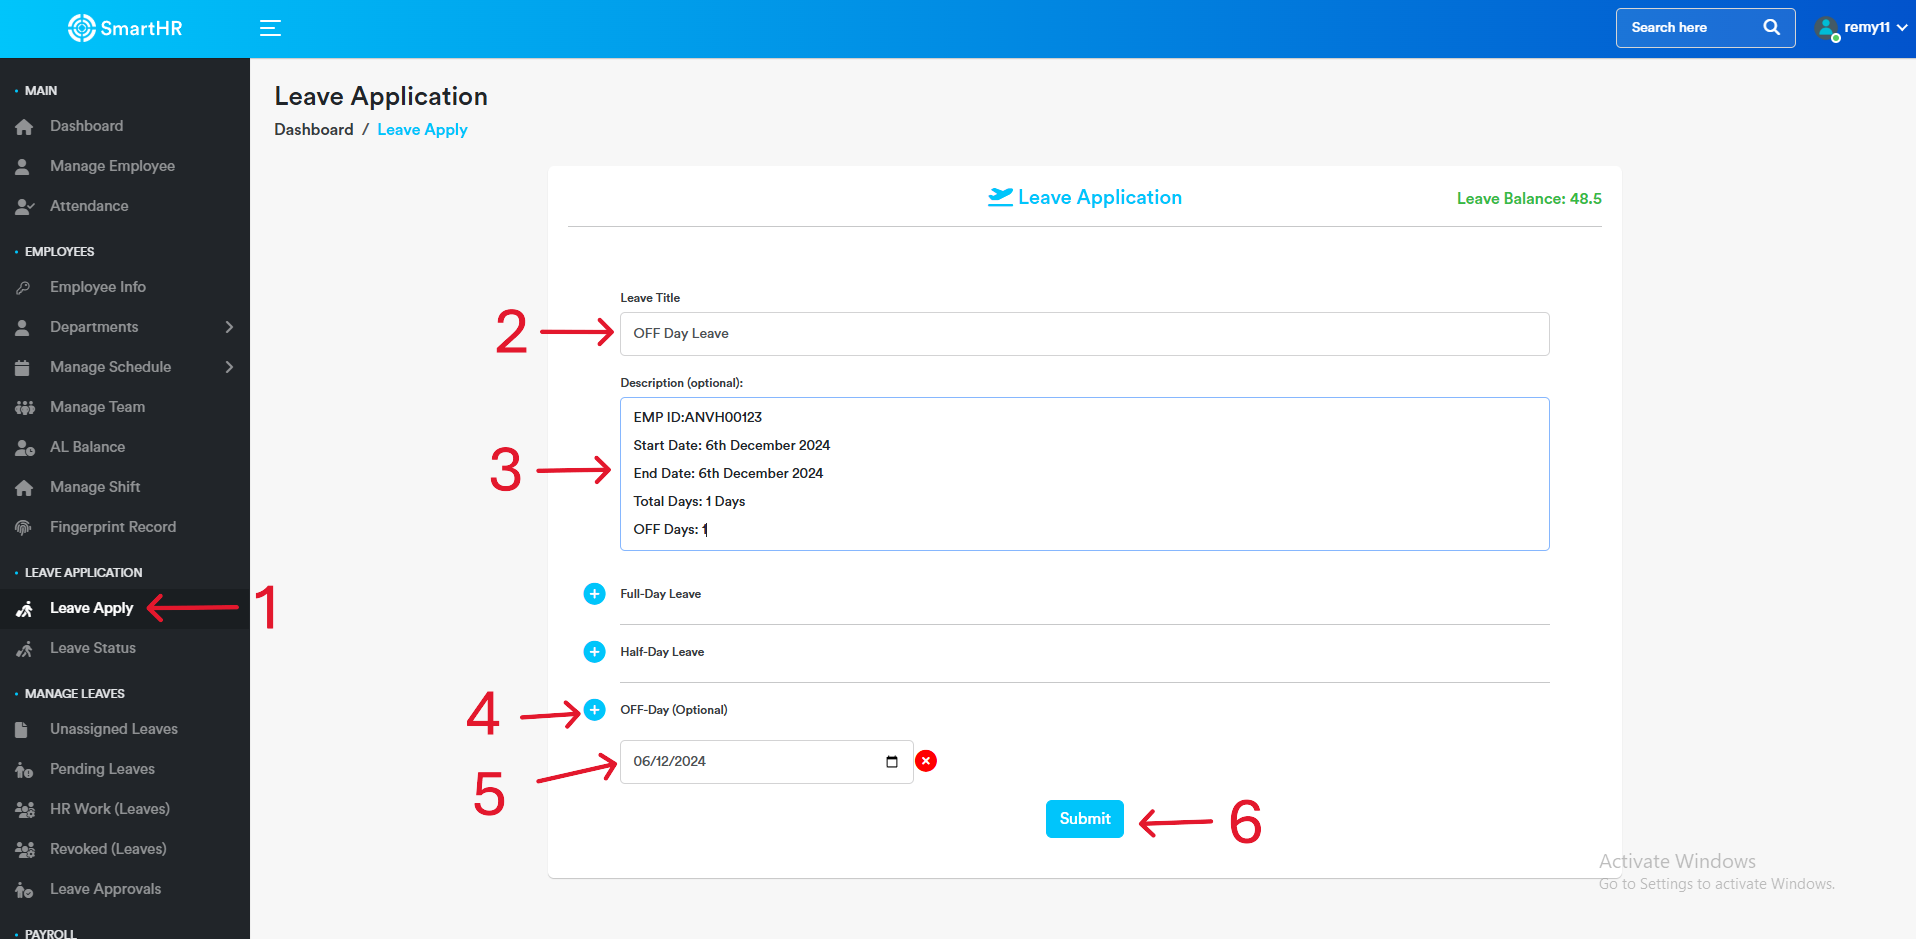 SmartHR
Search here
remy11
• MAIN
Dashboard
Manage Employee
Attendance
• EMPLOYEES
Employee Info
Departments
Manage Schedule
Manage Team
AL Balance
Manage Shift
Fingerprint Record
• LEAVE APPLICATION
Leave Apply
1
Leave Status
• MANAGE LEAVES
Unassigned Leaves
Pending Leaves
HR Work (Leaves)
Revoked (Leaves)
Leave Approvals
• PAYROLL
Leave Application
Dashboard / Leave Apply
Leave Application
Leave Balance: 48.5
Leave Title
2
OFF Day Leave
Description (optional):
3
EMP ID:ANVH00123
Start Date: 6th December 2024
End Date: 6th December 2024
Total Days: 1 Days
OFF Days: 1
Full-Day Leave
Half-Day Leave
4
OFF-Day (Optional)
5
06/12/2024
Submit
6
Activate Windows
Go to Settings to activate Windows.